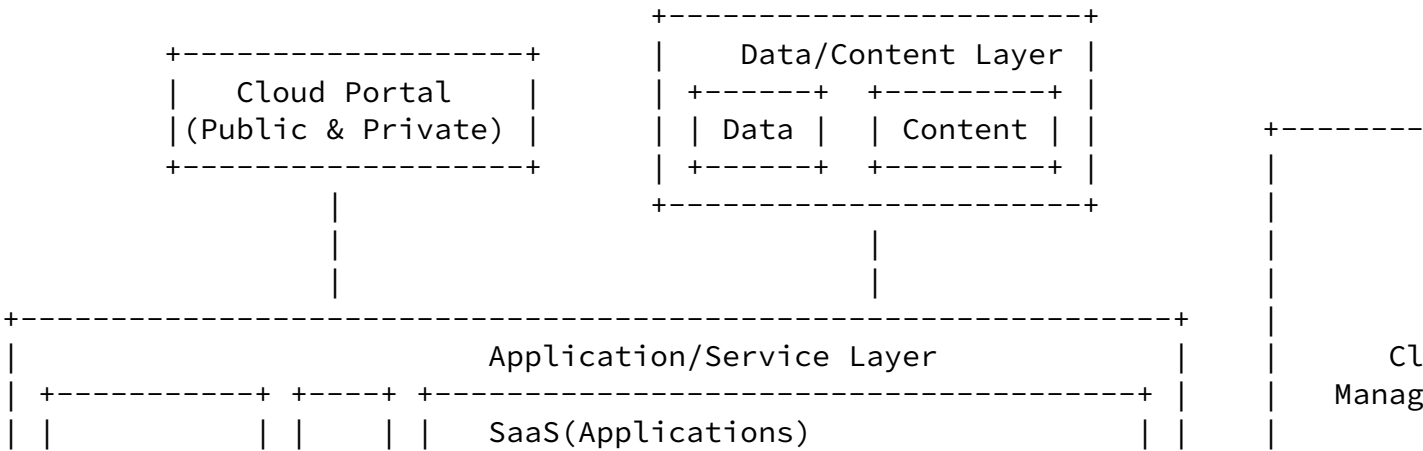 Data/Content Layer
Cloud Portal
(Public & Private)
Data
Content
Application/Service Layer
Cl
Manag
SaaS(Applications)